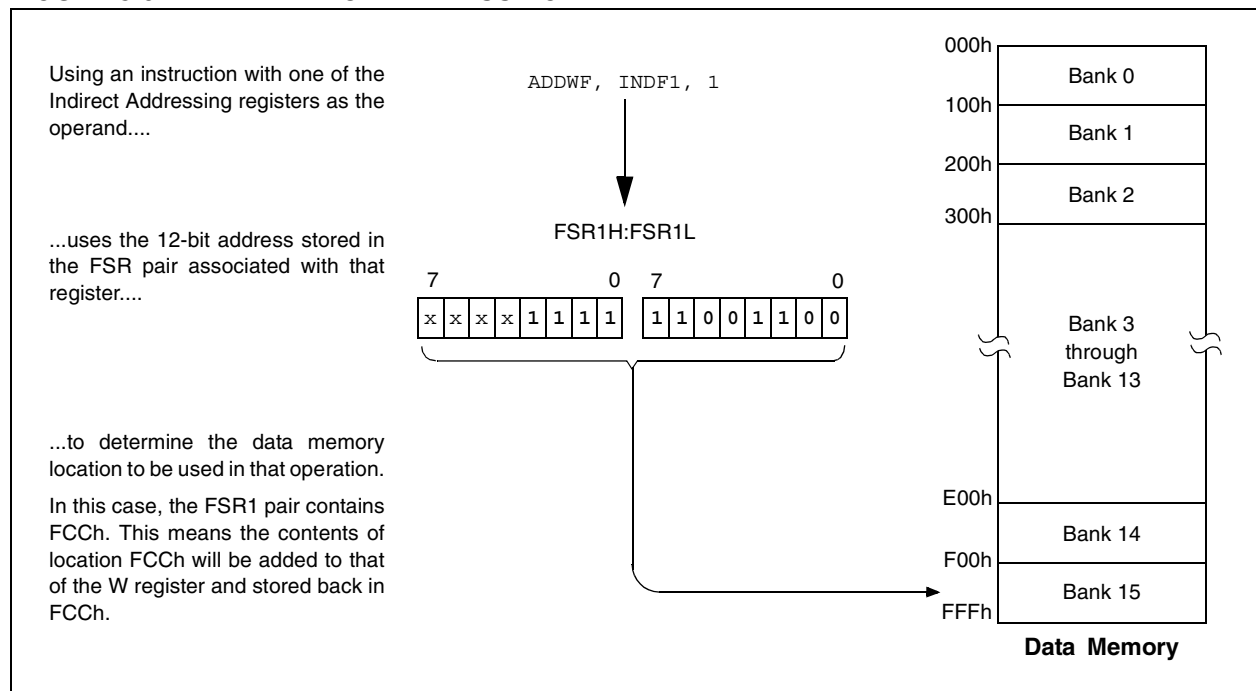 Using an instruction with one of the
Indirect Addressing registers as the
operand....
ADDWF, INDF1, 1
...uses the 12-bit address stored in
the FSR pair associated with that
register....
FSR1H:FSR1L
7 0 7 0
x x x x 1 1 1 1 1 1 0 0 1 1 0 0
...to determine the data memory
location to be used in that operation.
In this case, the FSR1 pair contains
FCCh. This means the contents of
location FCCh will be added to that
of the W register and stored back in
FCCh.
000h
Bank 0
100h
Bank 1
200h
Bank 2
300h
Bank 3
through
Bank 13
E00h
Bank 14
F00h
Bank 15
FFFh
Data Memory